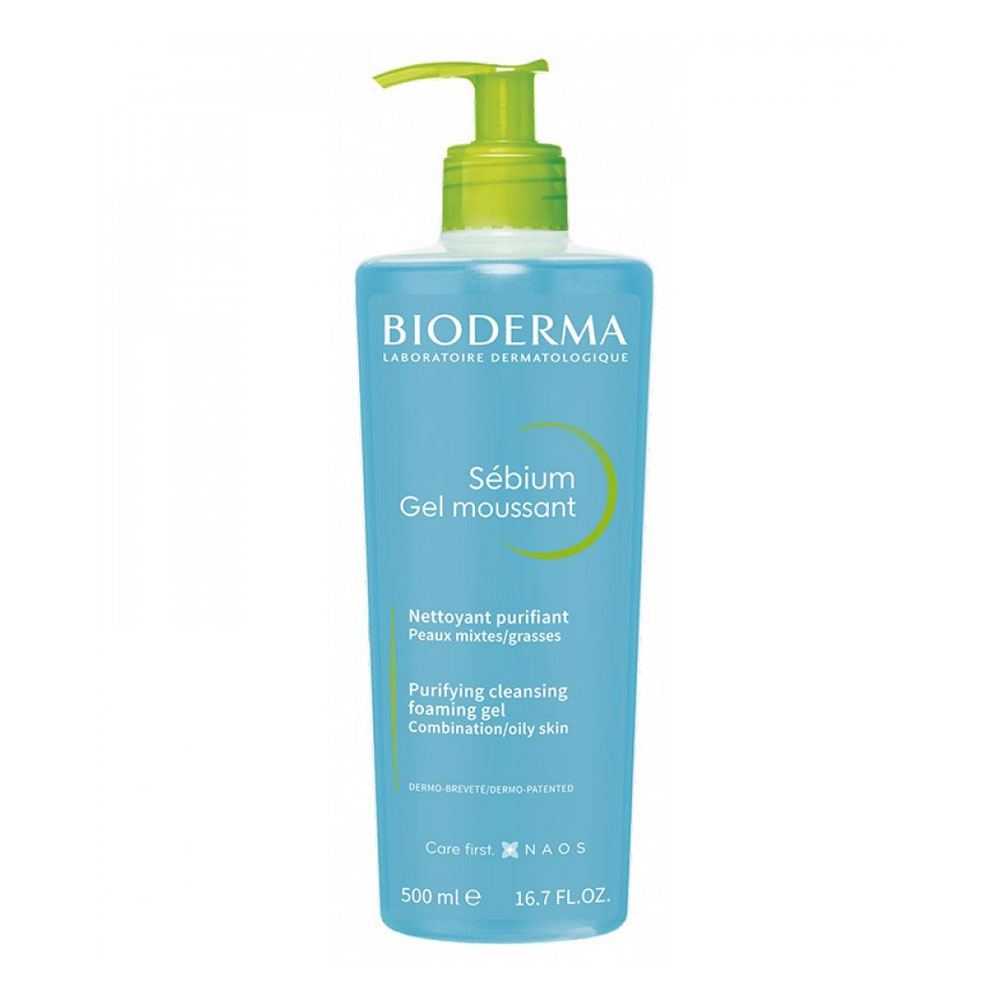 BIODERMA
LABORATOIRE DERMATOLOGIQUE
Sébium
Gel moussant
Nettoyant purifiant
Peaux mixtes/grasses
Purifying cleansing
foaming gel
Combination/oily skin
DERMO-BREVETÉ/DERMO-PATENTED
Care first. NAOS
500 ml ℮ 16.7 FL.OZ.